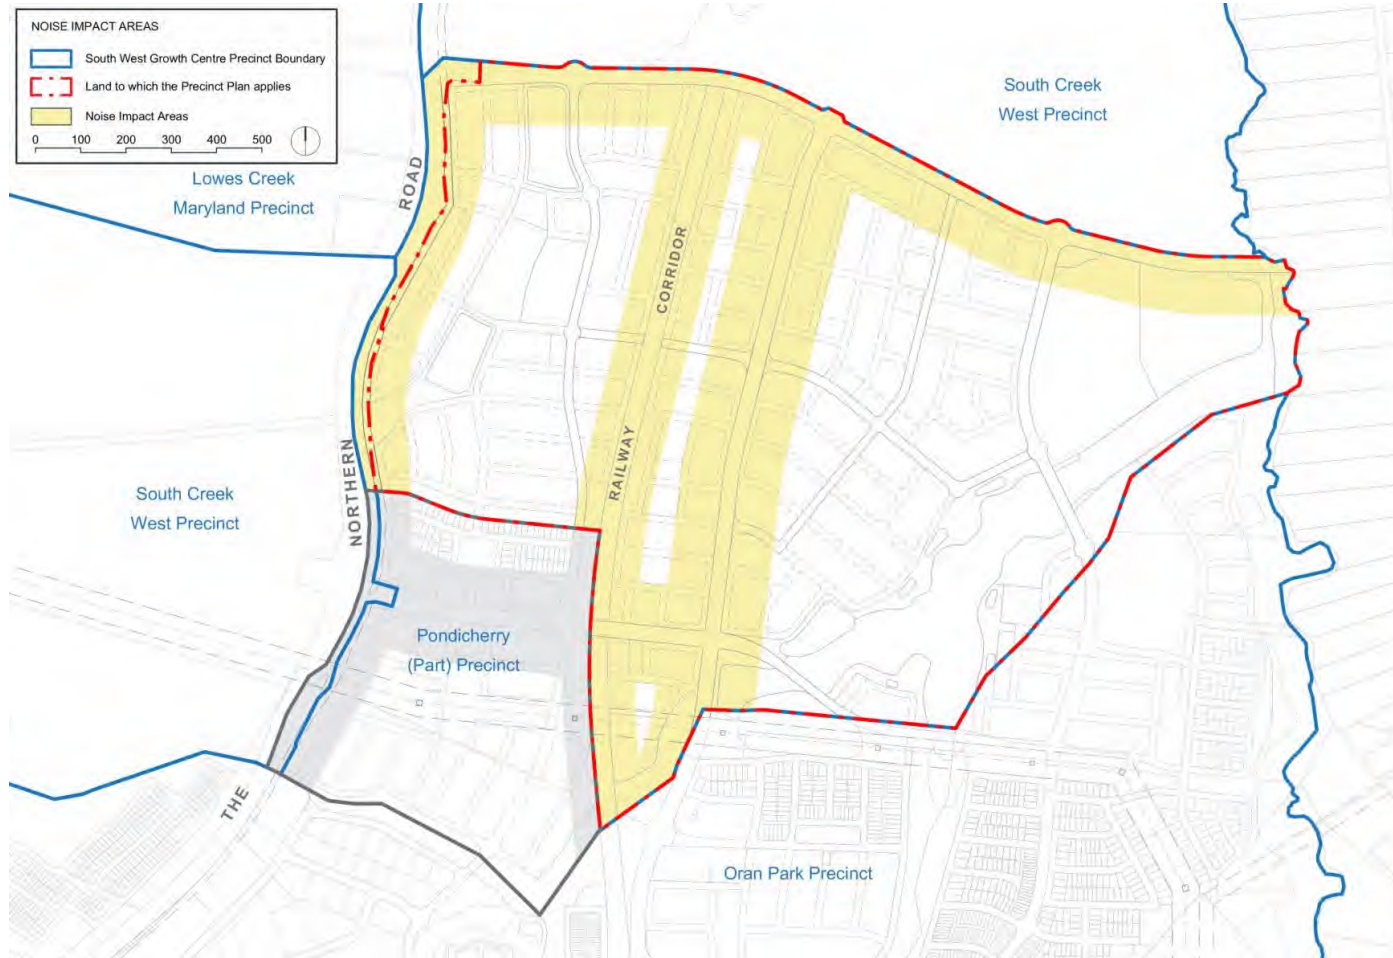 NOISE IMPACT AREAS
South West Growth Centre Precinct Boundary
Land to which the Precinct Plan applies
Noise Impact Areas
0 100 200 300 400 500
South Creek
West Precinct
Lowes Creek
Maryland Precinct
ROAD
CORRIDOR
RAILWAY
NORTHERN
South Creek
West Precinct
Pondicherry
(Part) Precinct
THE
Oran Park Precinct